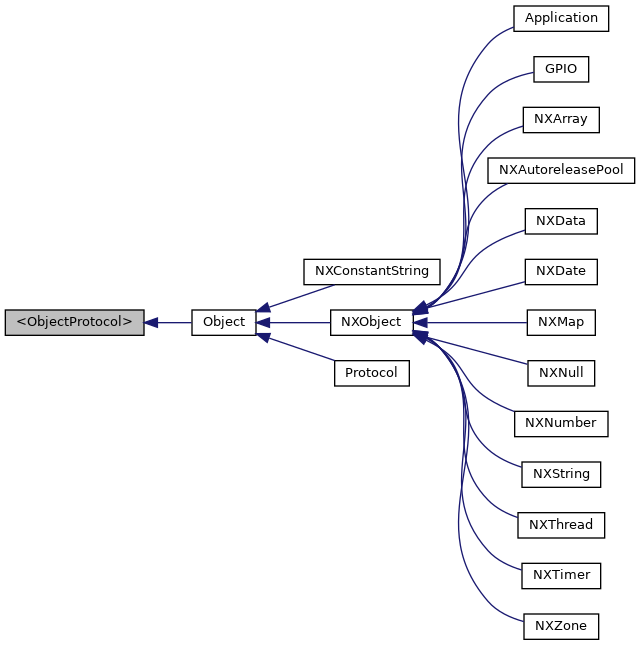 Application
GPIO
NXArray
NXAutoreleasePool
NXData
NXConstantString
NXDate
<ObjectProtocol>
Object
NXObject
NXMap
Protocol
NXNull
NXNumber
NXString
NXThread
NXTimer
NXZone